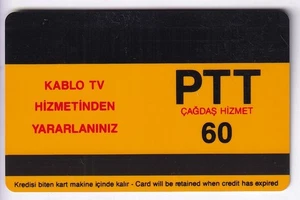 KABLO TV
HİZMETİNDEN
YARARLANINIZ
PTT
ÇAĞDAŞ HİZMET
60
Kredisi biten kart makine içinde kalır - Card will be retained when credit has expired